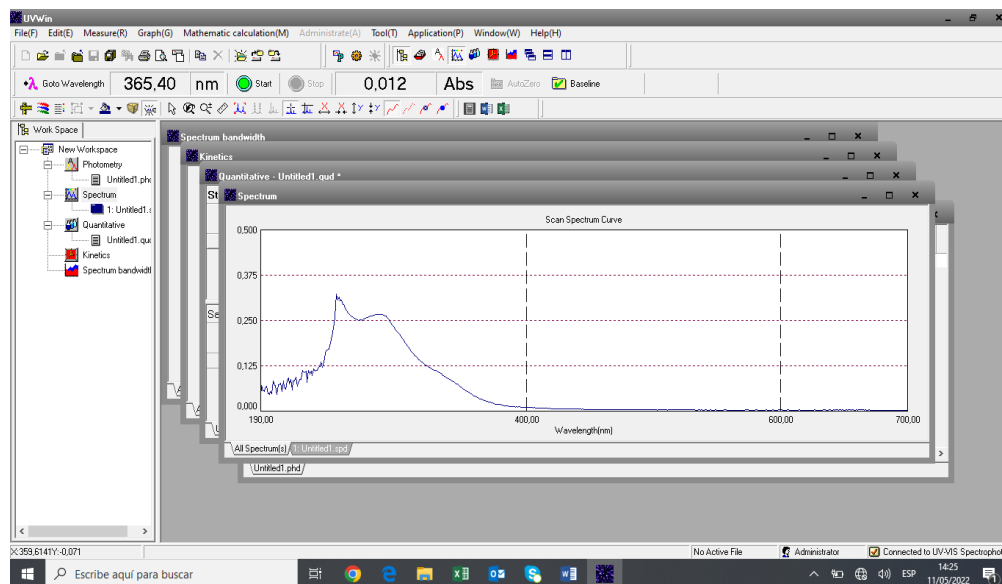 UVWin
File(F) Edit(E) Measure(R) Graph(G) Mathematic calculation(M) Administrate(A) Tool(T) Application(P) Window(W) Help(H)
λ Goto Wavelength 365,40 nm Start Stop 0,012 Abs AutoZero Baseline
Work Space
New Workspace
Photometry
Untitled1.pho
Spectrum
1: Untitled1.s
Quantitative
Untitled1.qud
Kinetics
Spectrum bandwidth
Spectrum bandwidth
Kinetics
Quantitative - Untitled1.qud *
St
Spectrum
Scan Spectrum Curve
0,500
0,375
0,250
0,125
0,000
190,00 400,00 600,00 700,00
Wavelength(nm)
Sa
All Spectrum(s) 1: Untitled1.spd
Untitled1.phd
X:359,6141Y:-0,071
No Active File Administrator Connected to UV-VIS Spectrophot
Escribe aquí para buscar
ESP
14:25
11/05/2022